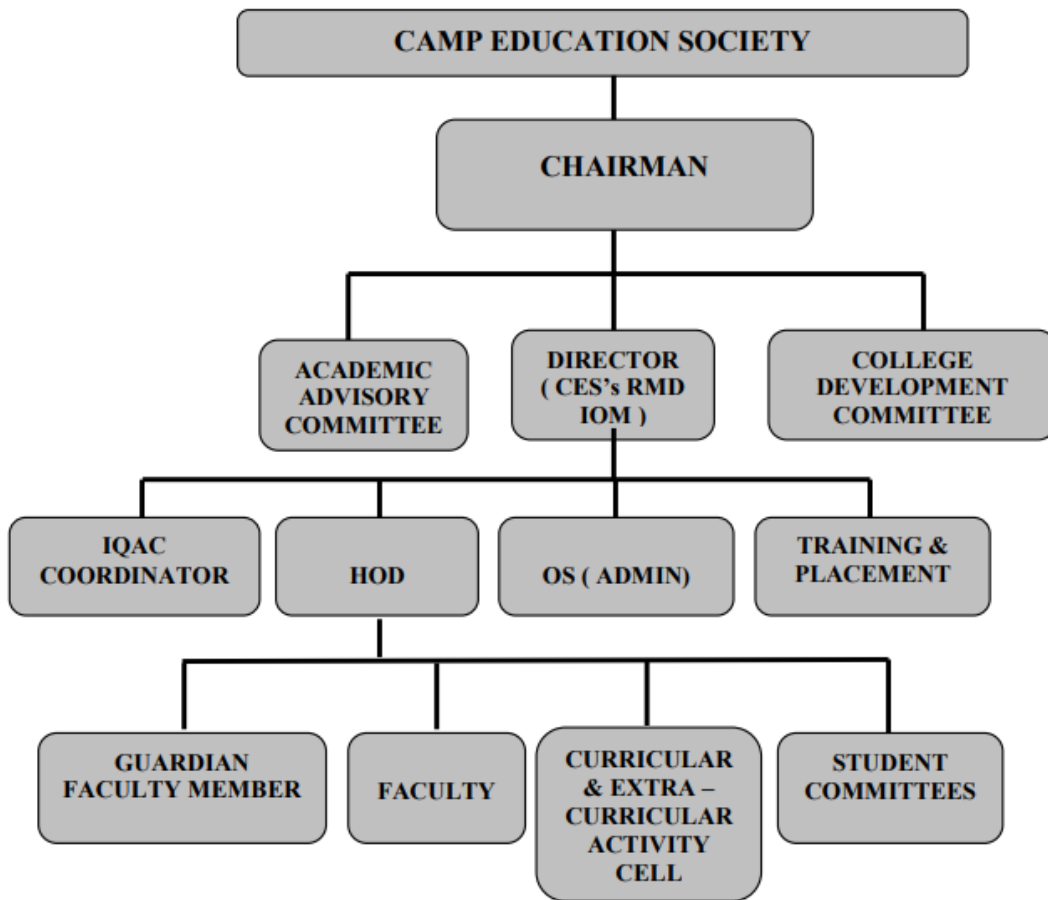 CAMP EDUCATION SOCIETY
CHAIRMAN
ACADEMIC
ADVISORY
COMMITTEE
DIRECTOR
( CES’s RMD
IOM )
COLLEGE
DEVELOPMENT
COMMITTEE
IQAC
COORDINATOR
HOD
OS ( ADMIN)
TRAINING &
PLACEMENT
GUARDIAN
FACULTY MEMBER
FACULTY
CURRICULAR
& EXTRA –
CURRICULAR
ACTIVITY
CELL
STUDENT
COMMITTEES